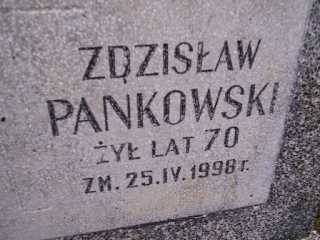 ZDZISŁAW
PANKOWSKI
ŻYŁ LAT 70
ZM. 25.IV.1998 r.